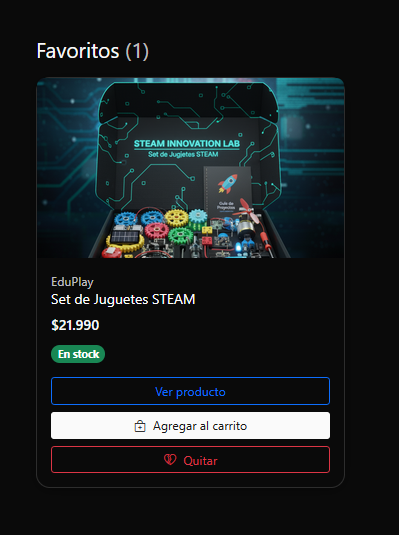 Favoritos (1)
STEAM INNOVATION LAB
Set de Jugjetes STEAM
Guía de
Proyectos
EduPlay
Set de Juguetes STEAM
$21.990
En stock
Ver producto
Agregar al carrito
Quitar